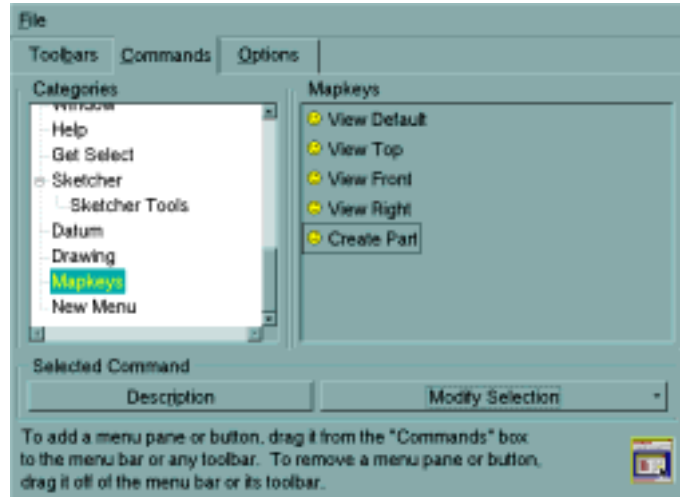 File
Toolbars Commands Options
Categories
Mapkeys
Window
Help
Get Select
Sketcher
Sketcher Tools
Datum
Drawing
Mapkeys
New Menu
View Default
View Top
View Front
View Right
Create Part
Selected Command
Description
Modify Selection
To add a menu pane or button, drag it from the "Commands" box
to the menu bar or any toolbar. To remove a menu pane or button,
drag it off of the menu bar or its toolbar.